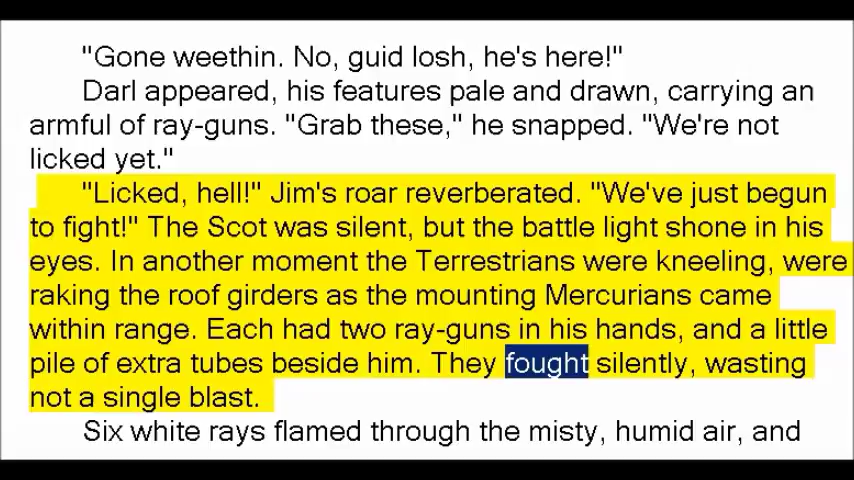 "Gone weethin. No, guid losh, he's here!"
Darl appeared, his features pale and drawn, carrying an
armful of ray-guns. "Grab these," he snapped. "We're not
licked yet."
"Licked, hell!" Jim's roar reverberated. "We've just begun
to fight!" The Scot was silent, but the battle light shone in his
eyes. In another moment the Terrestrians were kneeling, were
raking the roof girders as the mounting Mercurians came
within range. Each had two ray-guns in his hands, and a little
pile of extra tubes beside him. They fought silently, wasting
not a single blast.
Six white rays flamed through the misty, humid air, and